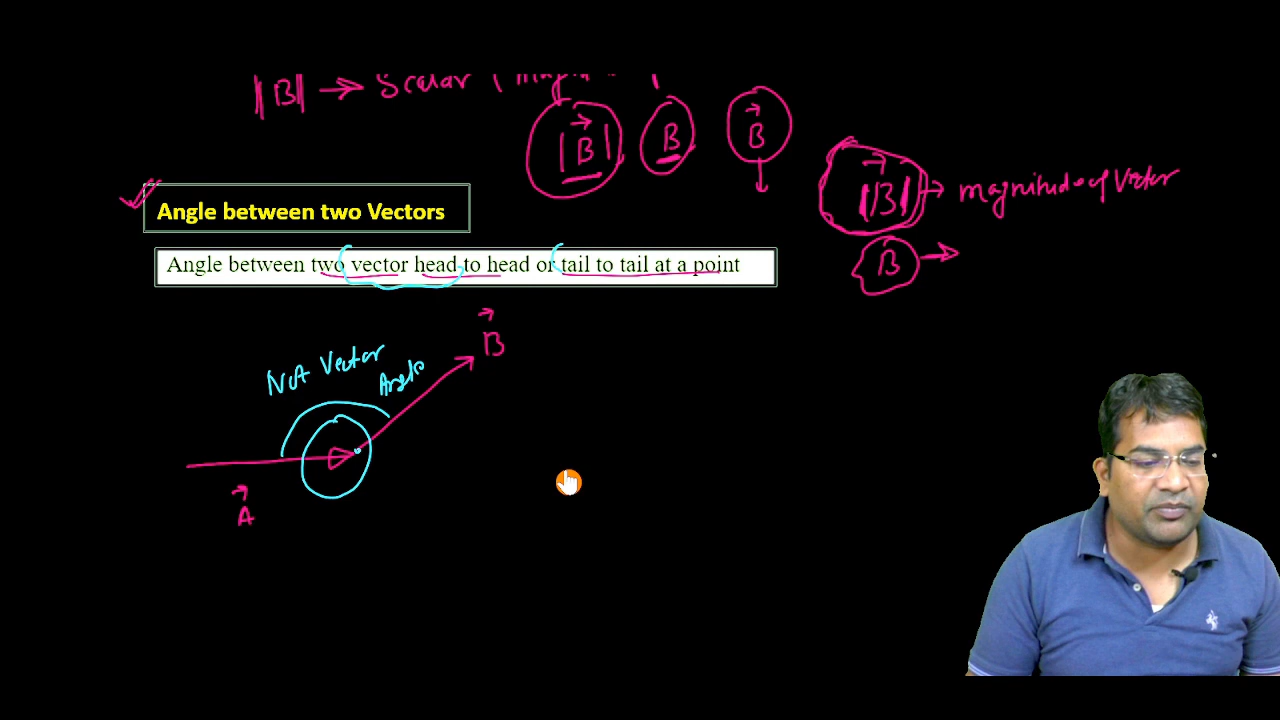 |B| → Scalar (
|B⃗| B B⃗
|B⃗| → magnitude of Vector
Angle between two Vectors
Angle between two vector head to head or tail to tail at a point
B →
B⃗
Not Vector
Angle
A⃗